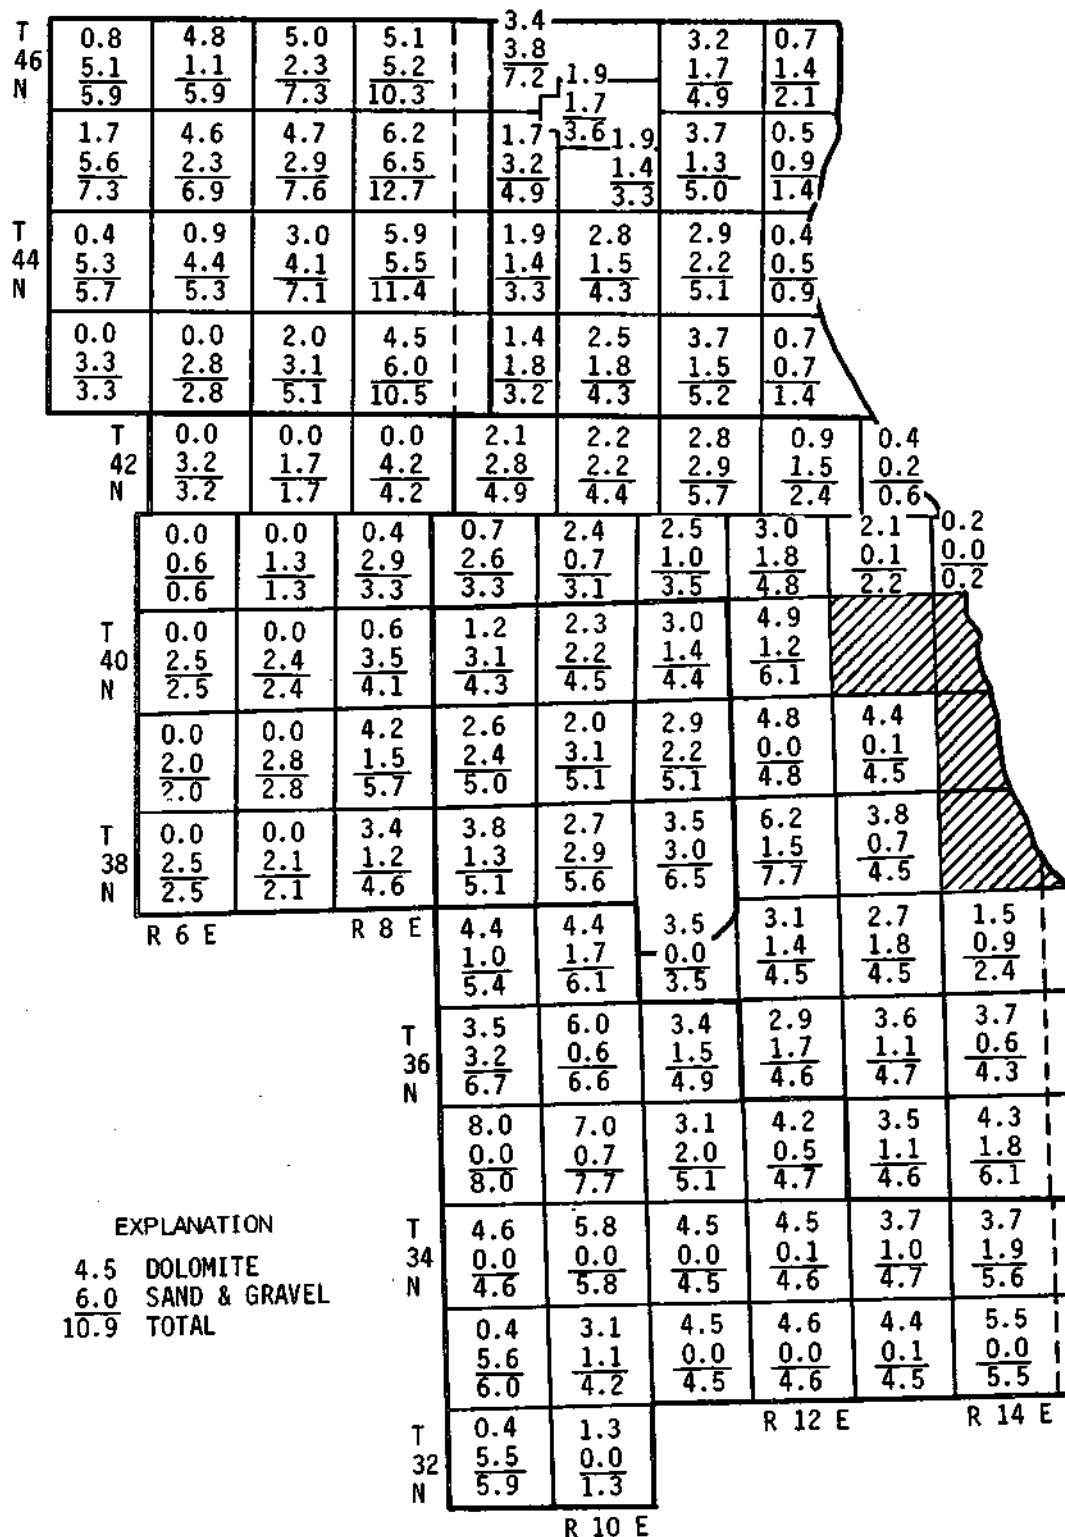 3.4
T 0.8 4.8 5.0 5.1 3.8 3.2 0.7
46 5.1 1.1 2.3 5.2 7.2 1.9 1.7 1.4
N 5.9 5.9 7.3 10.3 1.7 4.9 2.1
1.7 4.6 4.7 6.2 1.7 3.6 1.9 3.7 0.5
5.6 2.3 2.9 6.5 3.2 1.4 1.3 0.9
7.3 6.9 7.6 12.7 4.9 3.3 5.0 1.4
T 0.4 0.9 3.0 5.9 1.9 2.8 2.9 0.4
44 5.3 4.4 4.1 5.5 1.4 1.5 2.2 0.5
N 5.7 5.3 7.1 11.4 3.3 4.3 5.1 0.9
0.0 0.0 2.0 4.5 1.4 2.5 3.7 0.7
3.3 2.8 3.1 6.0 1.8 1.8 1.5 0.7
3.3 2.8 5.1 10.5 3.2 4.3 5.2 1.4
T 0.0 0.0 0.0 2.1 2.2 2.8 0.9 0.4
42 3.2 1.7 4.2 2.8 2.2 2.9 1.5 0.2
N 3.2 1.7 4.2 4.9 4.4 5.7 2.4 0.6
0.0 0.0 0.4 0.7 2.4 2.5 3.0 2.1 0.2
0.6 1.3 2.9 2.6 0.7 1.0 1.8 0.1 0.0
0.6 1.3 3.3 3.3 3.1 3.5 4.8 2.2 0.2
T 0.0 0.0 0.6 1.2 2.3 3.0 4.9
40 2.5 2.4 3.5 3.1 2.2 1.4 1.2
N 2.5 2.4 4.1 4.3 4.5 4.4 6.1
0.0 0.0 4.2 2.6 2.0 2.9 4.8 4.4
2.0 2.8 1.5 2.4 3.1 2.2 0.0 0.1
2.0 2.8 5.7 5.0 5.1 5.1 4.8 4.5
T 0.0 0.0 3.4 3.8 2.7 3.5 6.2 3.8
38 2.5 2.1 1.2 1.3 2.9 3.0 1.5 0.7
N 2.5 2.1 4.6 5.1 5.6 6.5 7.7 4.5
R 6 E R 8 E 4.4 4.4 3.5 3.1 2.7 1.5
1.0 1.7 0.0 1.4 1.8 0.9
5.4 6.1 3.5 4.5 4.5 2.4
T 3.5 6.0 3.4 2.9 3.6 3.7
36 3.2 0.6 1.5 1.7 1.1 0.6
N 6.7 6.6 4.9 4.6 4.7 4.3
8.0 7.0 3.1 4.2 3.5 4.3
0.0 0.7 2.0 0.5 1.1 1.8
8.0 7.7 5.1 4.7 4.6 6.1
T 4.6 5.8 4.5 4.5 3.7 3.7
34 0.0 0.0 0.0 0.1 1.0 1.9
N 4.6 5.8 4.5 4.6 4.7 5.6
0.4 3.1 4.5 4.6 4.4 5.5
5.6 1.1 0.0 0.0 0.1 0.0
6.0 4.2 4.5 4.6 4.5 5.5
R 12 E R 14 E
T 0.4 1.3
32 5.5 0.0
N 5.9 1.3
R 10 E
EXPLANATION
4.5 DOLOMITE
6.0 SAND & GRAVEL
10.9 TOTAL